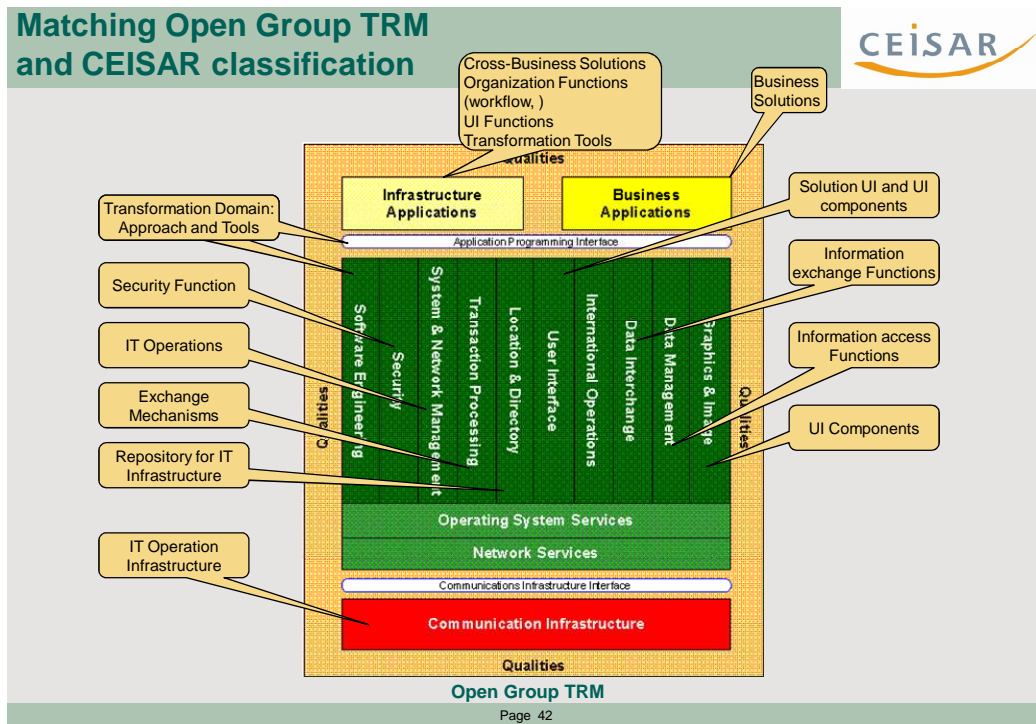 Matching Open Group TRM
and CEISAR classification
CEiSAR
Cross-Business Solutions
Organization Functions
(workflow, )
UI Functions
Transformation Tools
Business
Solutions
Qualities
Infrastructure
Applications
Business
Applications
Solution UI and UI
components
Transformation Domain:
Approach and Tools
Application Programming Interface
Information
exchange Functions
Security Function
IT Operations
Information access
Functions
Exchange
Mechanisms
UI Components
Repository for IT
Infrastructure
IT Operation
Infrastructure
Qualities
Software Engineering
Security
System & Network Management
Transaction Processing
Location & Directory
User Interface
International Operations
Data Interchange
Data Management
Graphics & Image
Qualities
Operating System Services
Network Services
Communications Infrastructure Interface
Communication Infrastructure
Qualities
Open Group TRM
Page 42